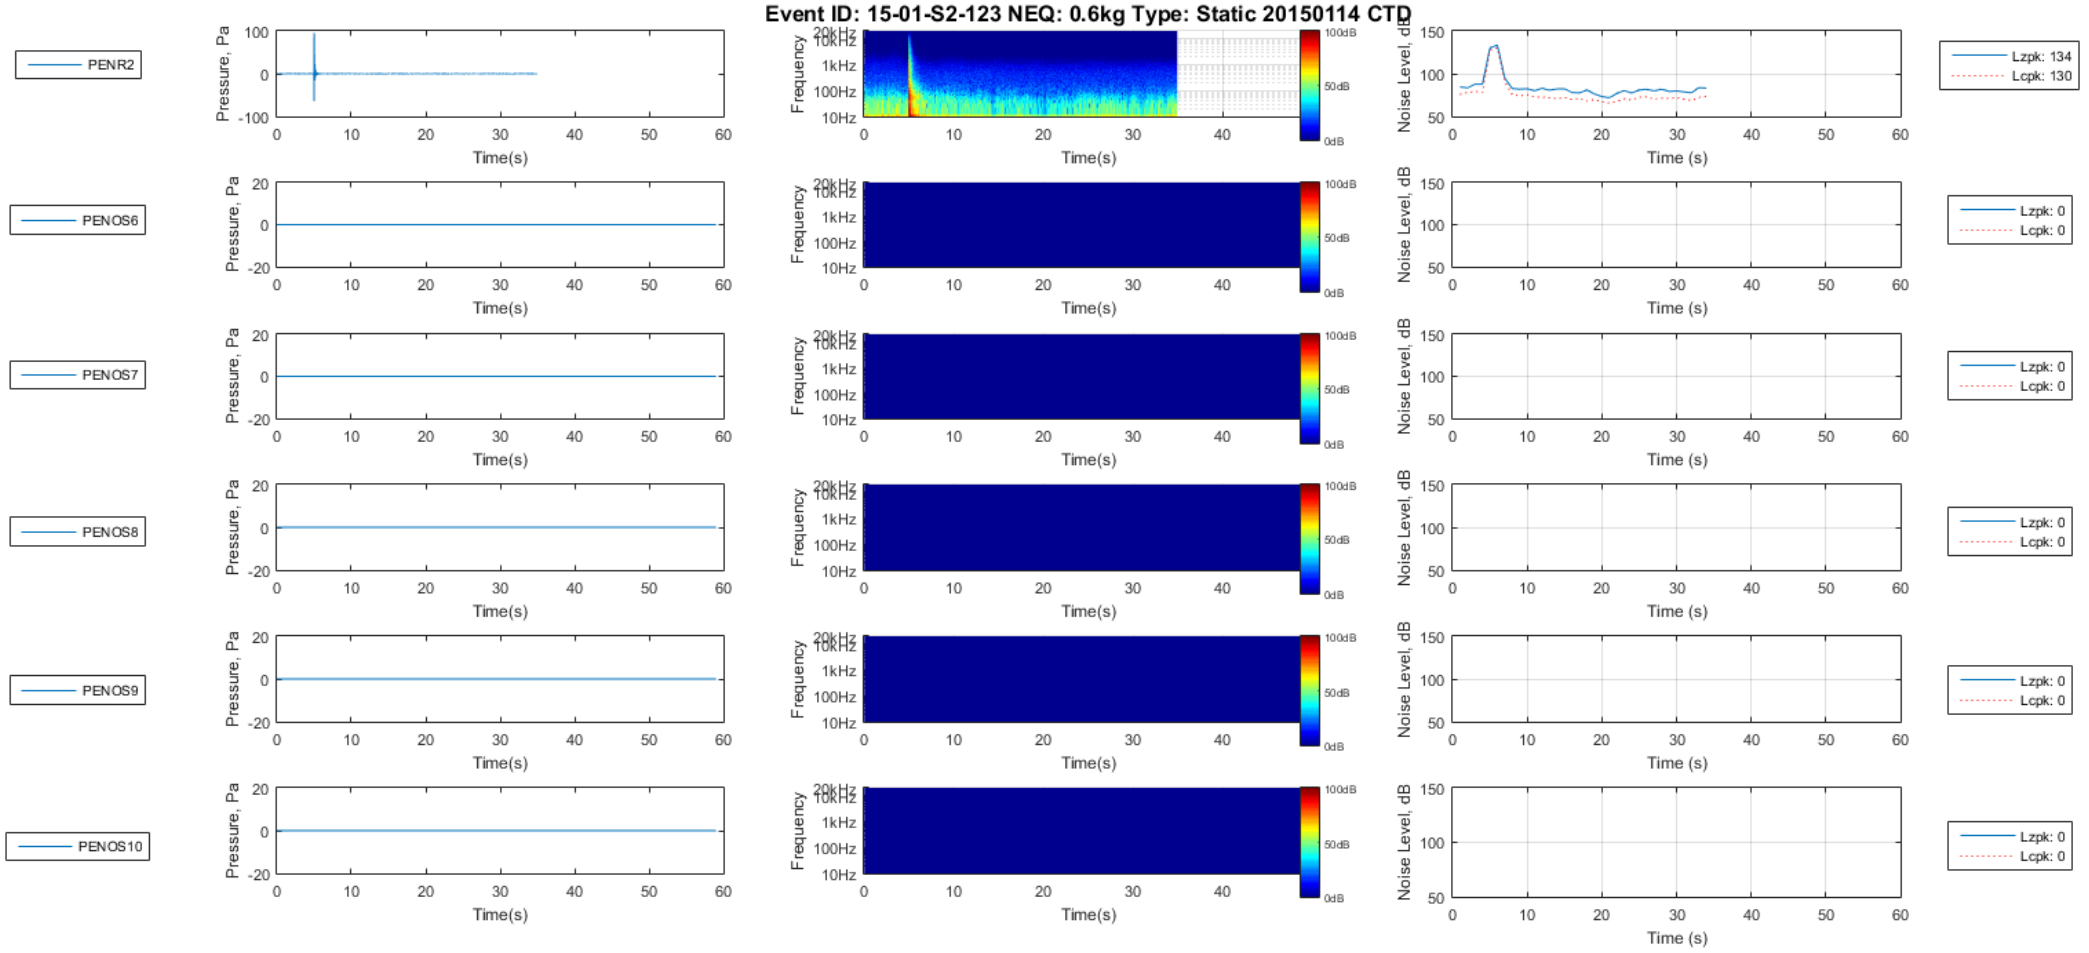 Event ID: 15-01-S2-123 NEQ: 0.6kg Type: Static 20150114 CTD
PENR2
Pressure, Pa
100
0
-100
0 10 20 30 40 50 60
Time(s)
Frequency
20kHz
10kHz
1kHz
100Hz
10Hz
0 10 20 30 40
Time(s)
100dB
50dB
0dB
Noise Level, dB
150
100
50
0 10 20 30 40 50 60
Time (s)
Lzpk: 134
Lcpk: 130
PENOS6
Pressure, Pa
20
0
-20
0 10 20 30 40 50 60
Time(s)
Frequency
20kHz
10kHz
1kHz
100Hz
10Hz
0 10 20 30 40
Time(s)
100dB
50dB
0dB
Noise Level, dB
150
100
50
0 10 20 30 40 50 60
Time (s)
Lzpk: 0
Lcpk: 0
PENOS7
Pressure, Pa
20
0
-20
0 10 20 30 40 50 60
Time(s)
Frequency
20kHz
10kHz
1kHz
100Hz
10Hz
0 10 20 30 40
Time(s)
100dB
50dB
0dB
Noise Level, dB
150
100
50
0 10 20 30 40 50 60
Time (s)
Lzpk: 0
Lcpk: 0
PENOS8
Pressure, Pa
20
0
-20
0 10 20 30 40 50 60
Time(s)
Frequency
20kHz
10kHz
1kHz
100Hz
10Hz
0 10 20 30 40
Time(s)
100dB
50dB
0dB
Noise Level, dB
150
100
50
0 10 20 30 40 50 60
Time (s)
Lzpk: 0
Lcpk: 0
PENOS9
Pressure, Pa
20
0
-20
0 10 20 30 40 50 60
Time(s)
Frequency
20kHz
10kHz
1kHz
100Hz
10Hz
0 10 20 30 40
Time(s)
100dB
50dB
0dB
Noise Level, dB
150
100
50
0 10 20 30 40 50 60
Time (s)
Lzpk: 0
Lcpk: 0
PENOS10
Pressure, Pa
20
0
-20
0 10 20 30 40 50 60
Time(s)
Frequency
20kHz
10kHz
1kHz
100Hz
10Hz
0 10 20 30 40
Time(s)
100dB
50dB
0dB
Noise Level, dB
150
100
50
0 10 20 30 40 50 60
Time (s)
Lzpk: 0
Lcpk: 0